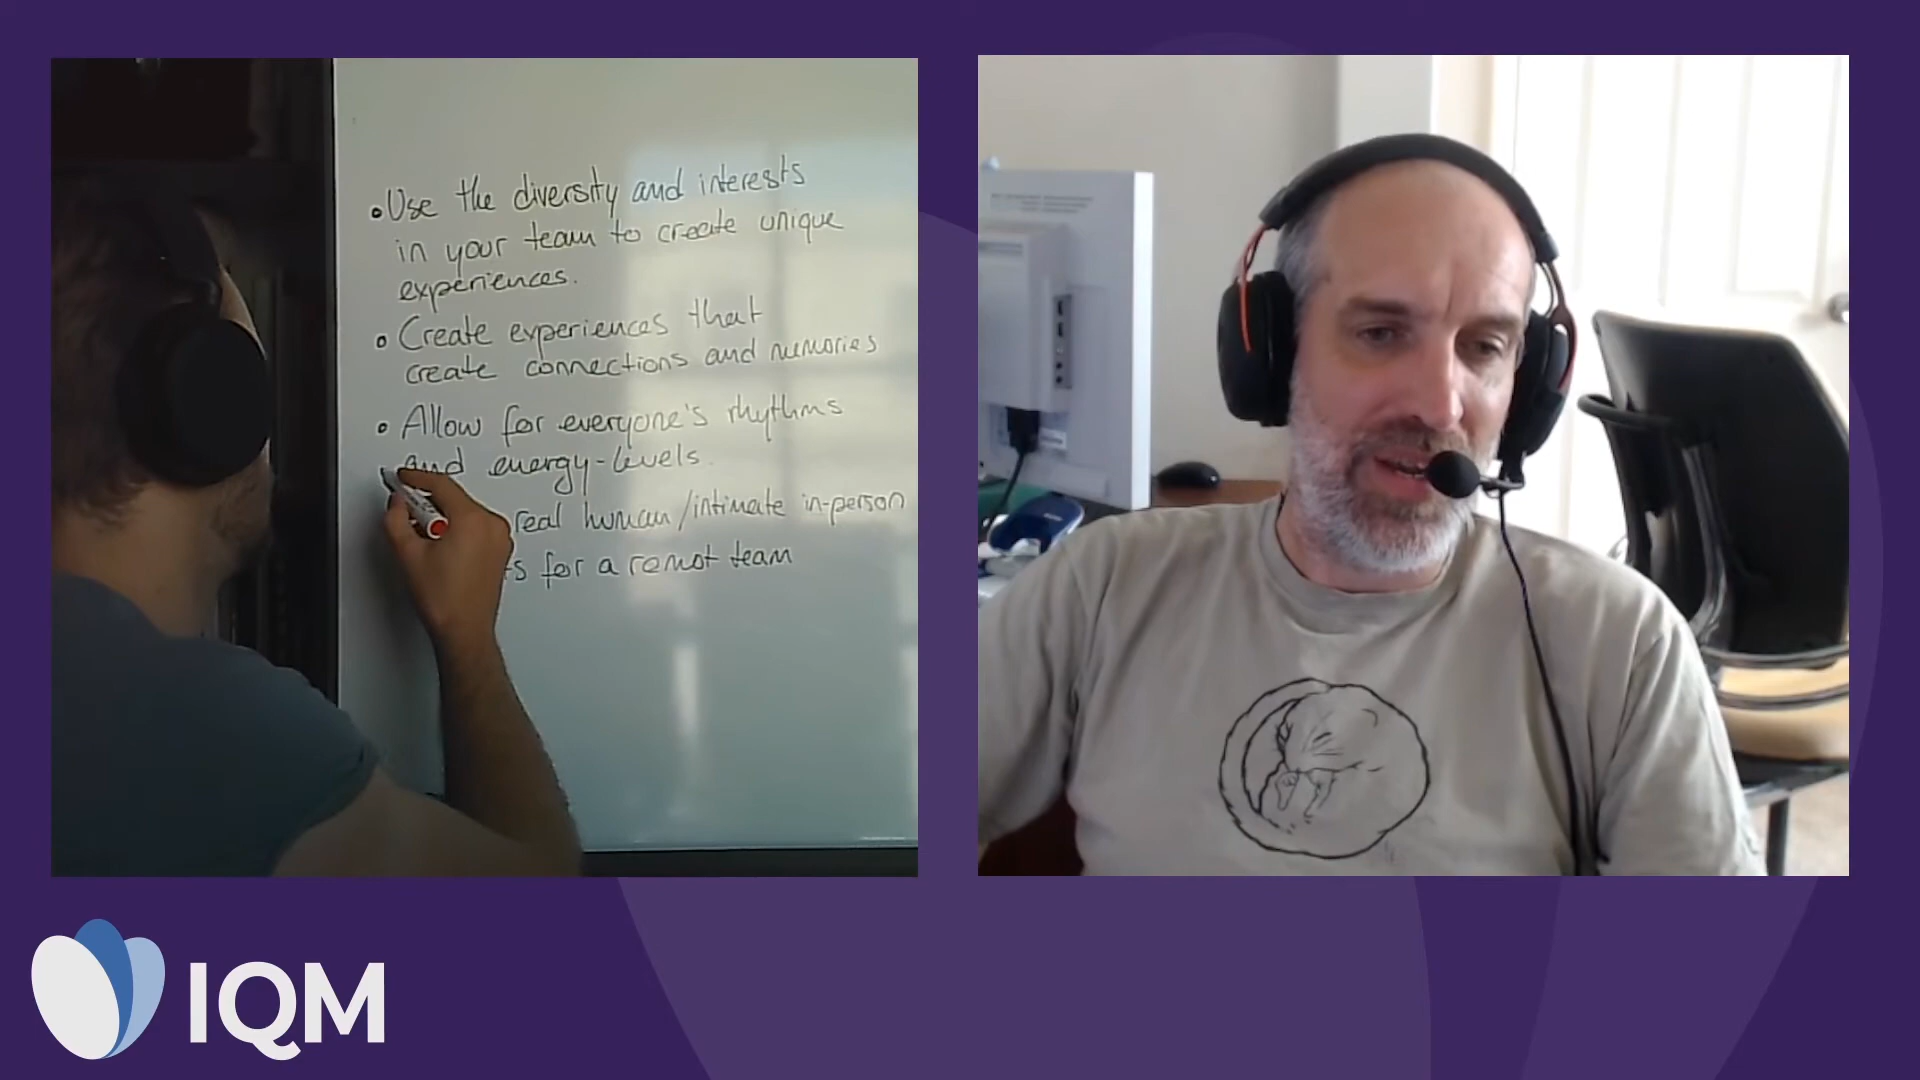 • Use the diversity and interests
in your team to create unique
experiences.
• Create experiences that
create connections and memories
• Allow for everyone's rhythms
and energy-levels.
real human/intimate in-person
ts for a remot team
IQM